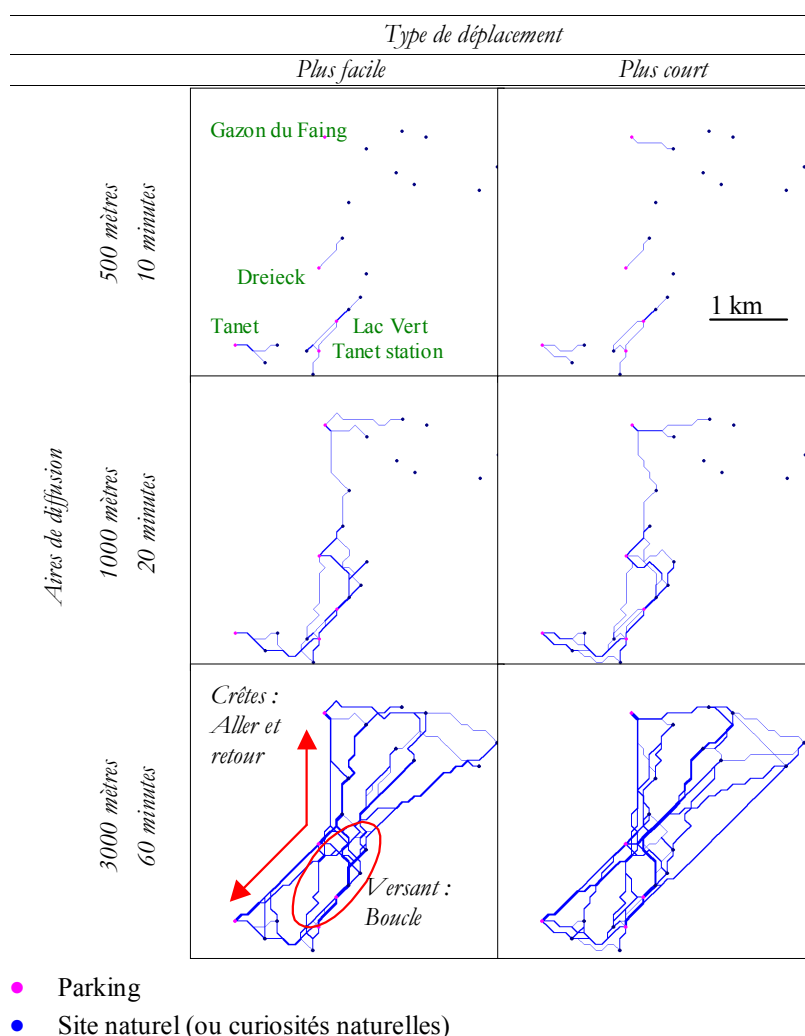 Type de déplacement
Plus facile
Plus court
Aires de diffusion
500 mètres
10 minutes
Gazon du Faing
Dreieck
Tanet
Lac Vert
Tanet station
1 km
1000 mètres
20 minutes
3000 mètres
60 minutes
Crêtes :
Aller et
retour
Versant :
Boucle
Parking
Site naturel (ou curiosités naturelles)